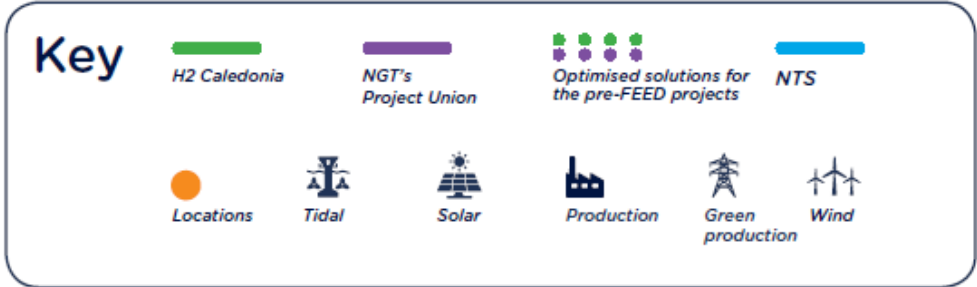 Key
H2 Caledonia
NGT's
Project Union
Optimised solutions for
the pre-FEED projects
NTS
Locations
Tidal
Solar
Production
Green
production
Wind